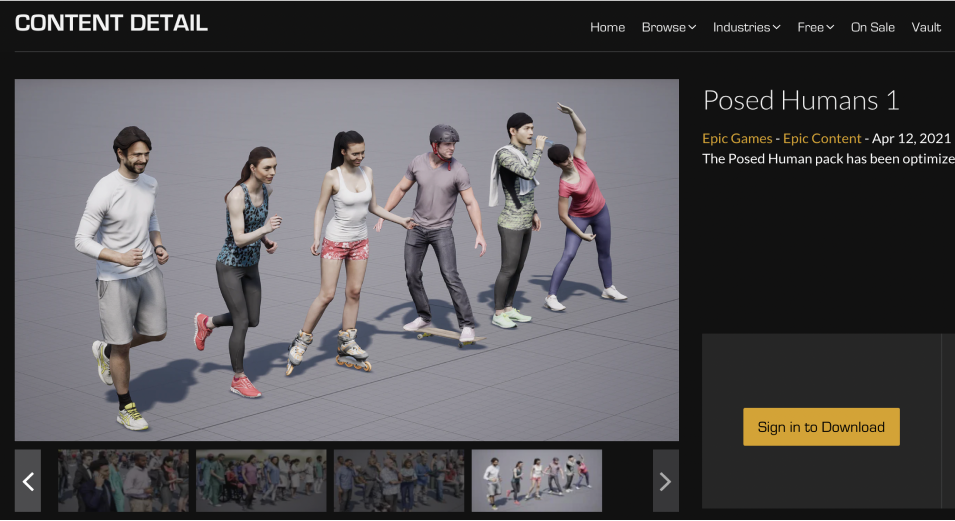 CONTENT DETAIL
Home Browse Industries Free On Sale Vault
Posed Humans 1
Epic Games - Epic Content - Apr 12, 2021
The Posed Human pack has been optimize
Sign in to Download